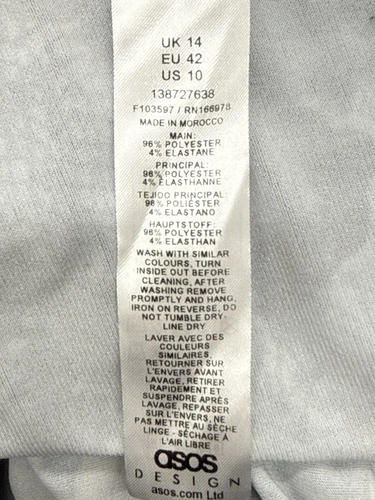 UK 14
EU 42
US 10
138727638
F103597 / RN166978
MADE IN MOROCCO
MAIN:
96% POLYESTER
4% ELASTANE
PRINCIPAL:
96% POLYESTER
4% ÉLASTHANNE
TEJIDO PRINCIPAL:
96% POLIÉSTER
4% ELASTANO
HAUPTSTOFF:
96% POLYESTER
4% ELASTHAN
WASH WITH SIMILAR
COLOURS, TURN
INSIDE OUT BEFORE
CLEANING, AFTER
WASHING REMOVE
PROMPTLY AND HANG,
IRON ON REVERSE, DO
NOT TUMBLE DRY-
LINE DRY
LAVER AVEC DES
COULEURS
SIMILAIRES,
RETOURNER SUR
L'ENVERS AVANT
LAVAGE, RETIRER
RAPIDEMENT ET
SUSPENDRE APRÈS
LAVAGE, REPASSER
SUR L'ENVERS, NE
PAS METTRE AU SÈCHE
LINGE - SÉCHAGE À
L'AIR LIBRE
asos
DESIGN
asos.com Ltd